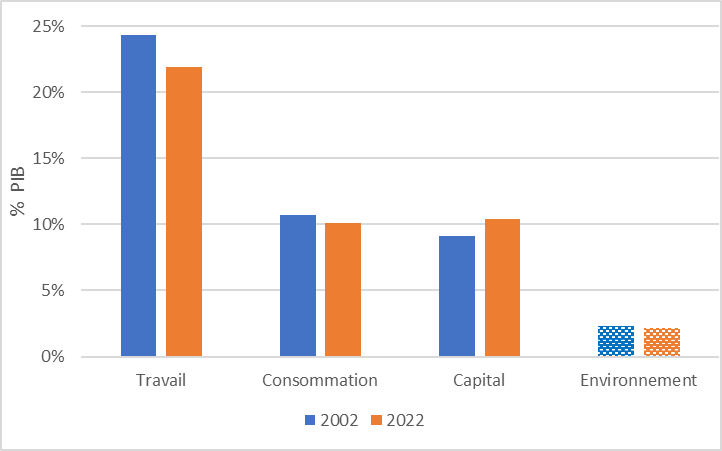 25%
20%
15%
10%
5%
0%
% PIB
Travail
Consommation
Capital
Environnement
2002
2022